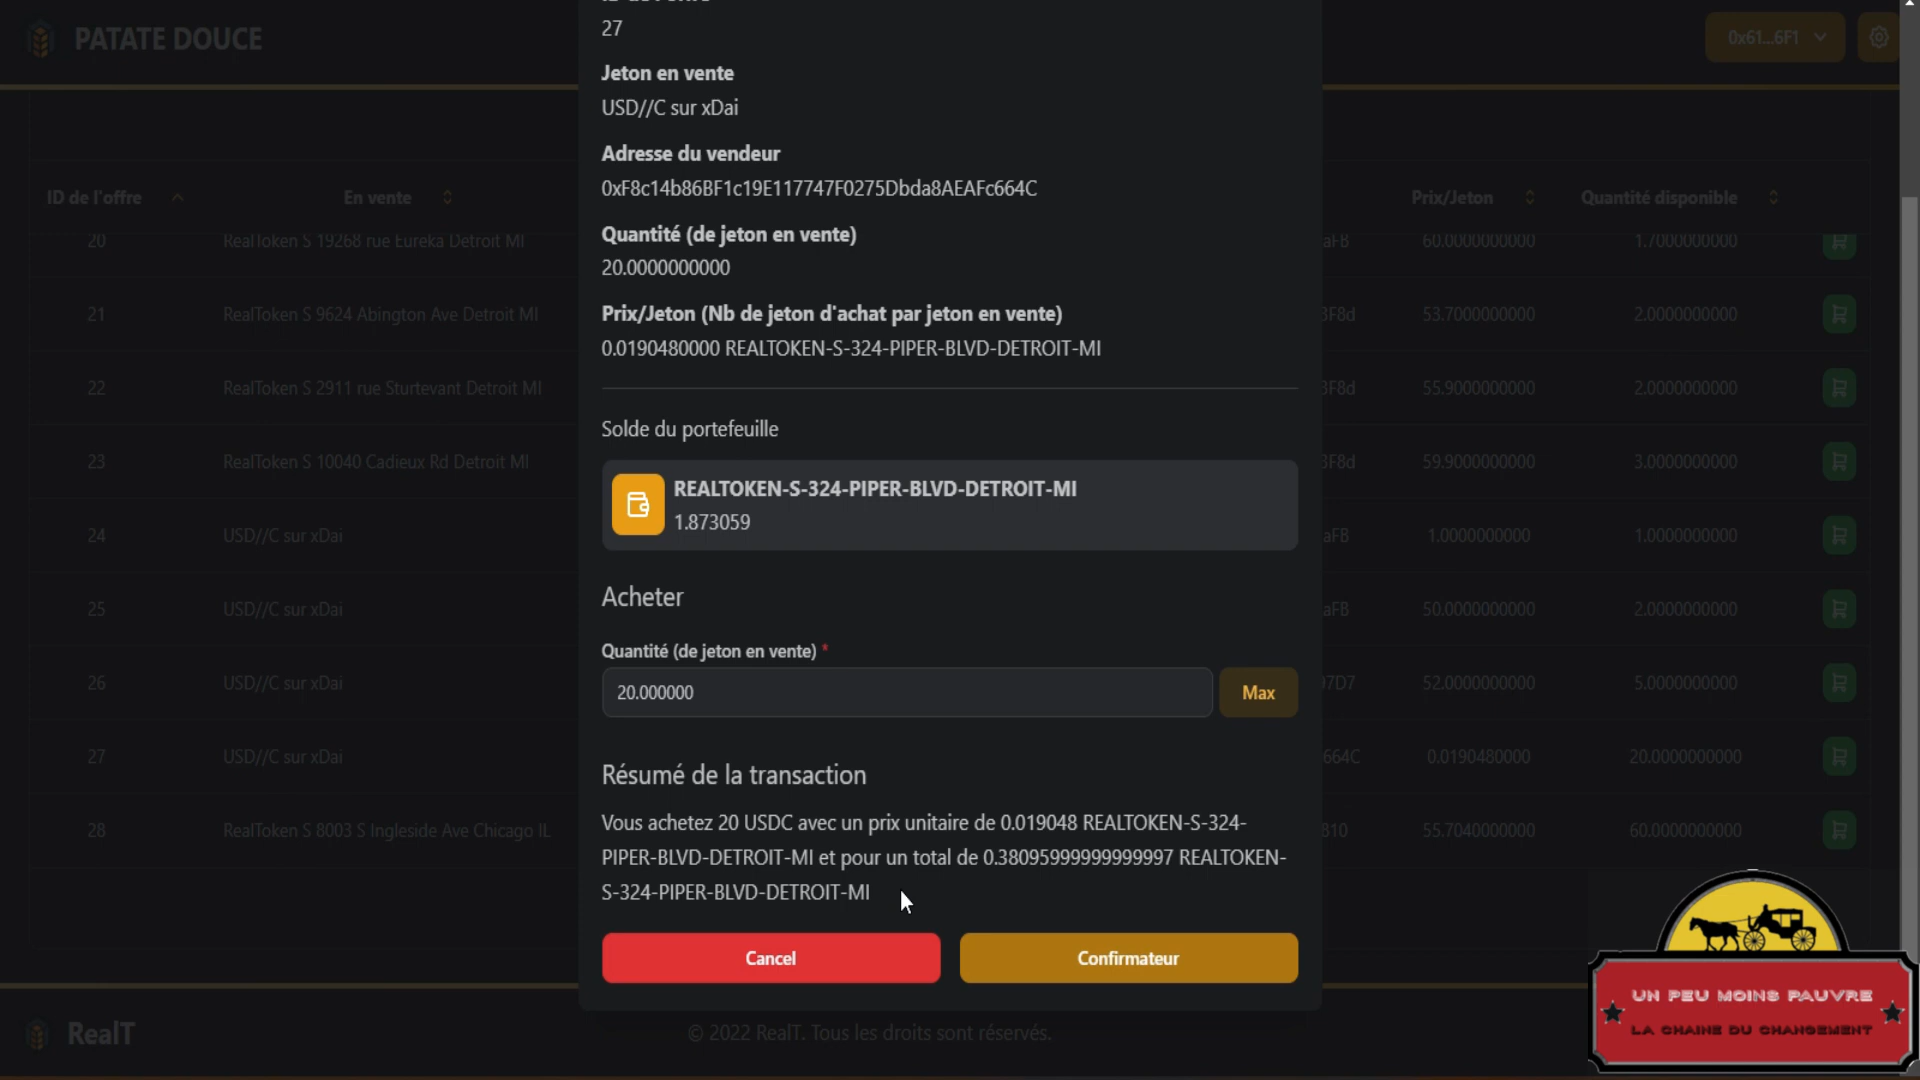 PATATE DOUCE
0x61...6F1
27
Jeton en vente
USD//C sur xDai
Adresse du vendeur
0xF8c14b86BF1c19E117747F0275Dbda8AEAFc664C
Quantité (de jeton en vente)
20.0000000000
Prix/Jeton (Nb de jeton d'achat par jeton en vente)
0.0190480000 REALTOKEN-S-324-PIPER-BLVD-DETROIT-MI
Solde du portefeuille
REALTOKEN-S-324-PIPER-BLVD-DETROIT-MI
1.873059
Acheter
Quantité (de jeton en vente) *
20.000000
Max
Résumé de la transaction
Vous achetez 20 USDC avec un prix unitaire de 0.019048 REALTOKEN-S-324-
PIPER-BLVD-DETROIT-MI et pour un total de 0.38095999999999997 REALTOKEN-
S-324-PIPER-BLVD-DETROIT-MI
Cancel
Confirmateur
ID de l'offre En vente Prix/Jeton Quantité disponible
20 RealToken S 19268 rue Eureka Detroit MI aFB 60.0000000000 1.7000000000
21 RealToken S 9624 Abington Ave Detroit MI 3F8d 53.7000000000 2.0000000000
22 RealToken S 2911 rue Sturtevant Detroit MI 3F8d 55.9000000000 2.0000000000
23 RealToken S 10040 Cadieux Rd Detroit MI 3F8d 59.9000000000 3.0000000000
24 USD//C sur xDai aFB 1.0000000000 1.0000000000
25 USD//C sur xDai aFB 50.0000000000 2.0000000000
26 USD//C sur xDai 97D7 52.0000000000 5.0000000000
27 USD//C sur xDai 664C 0.0190480000 20.0000000000
28 RealToken S 8003 S Ingleside Ave Chicago IL 810 55.7040000000 60.0000000000
RealT
© 2022 RealT. Tous les droits sont réservés.
UN PEU MOINS PAUVRE
LA CHAINE DU CHANGEMENT